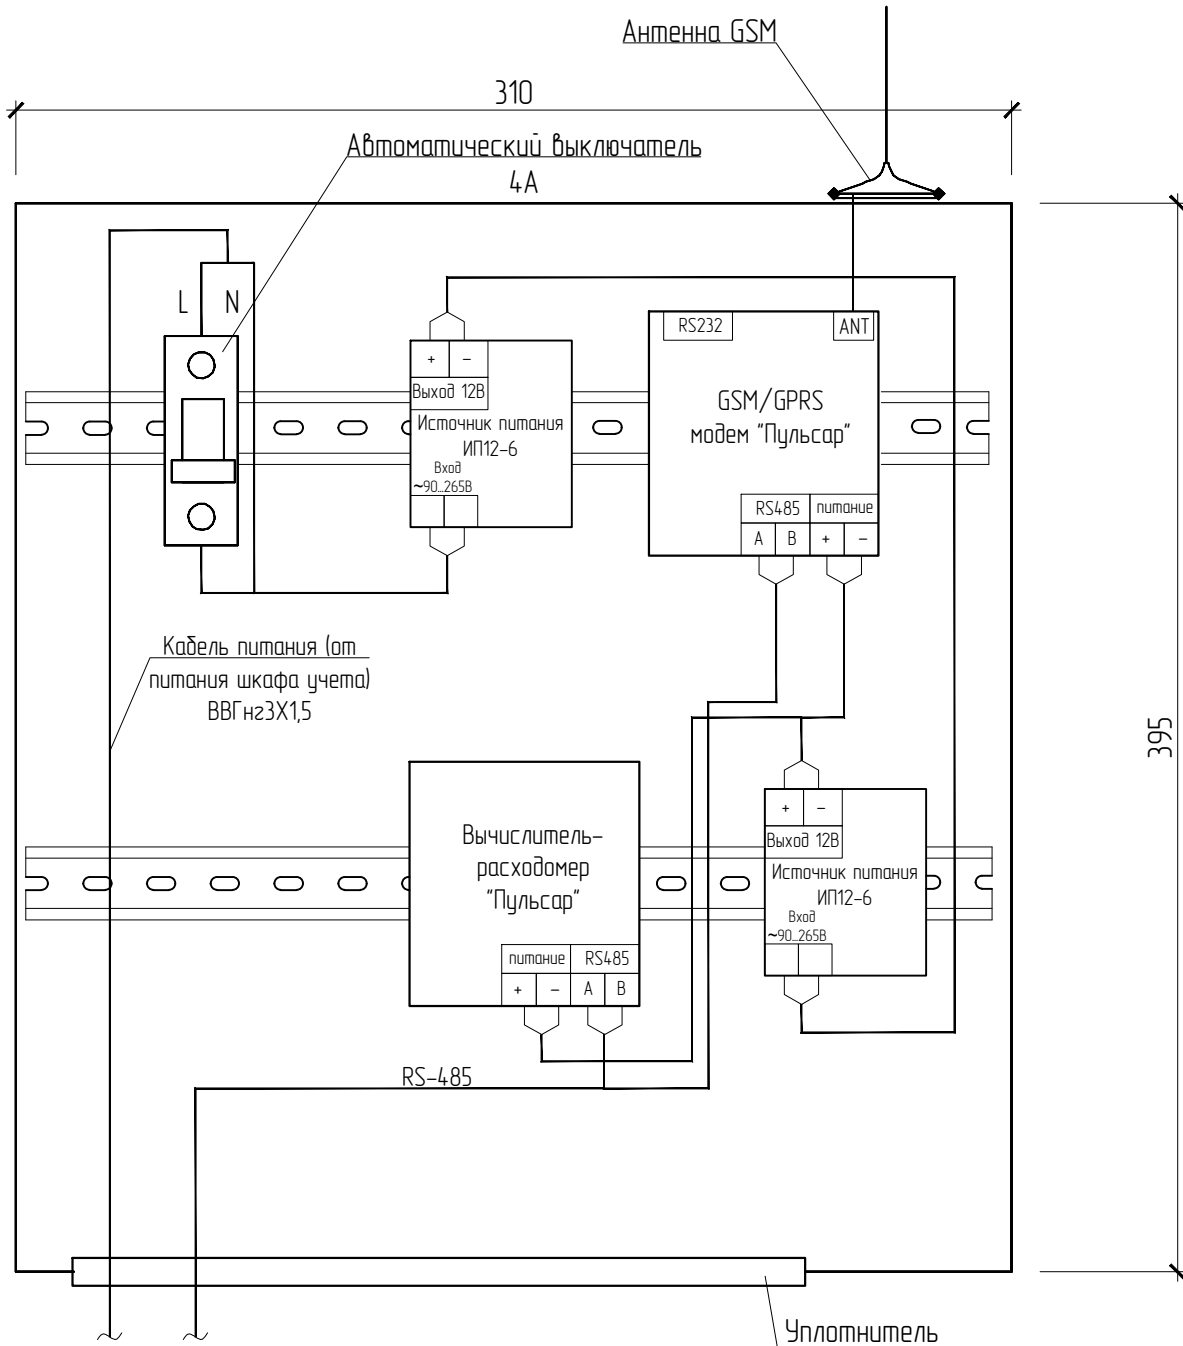 Антенна GSM
310
Автоматический выключатель
4А
L N
RS232
ANT
+ –
Выход 12В
Источник питания
ИП12-6
Вход
~90...265В
GSM/GPRS
модем "Пульсар"
RS485 питание
A B + –
Кабель питания (от
питания шкафа учета)
ВВГнг3Х1,5
395
Вычислитель-
расходомер
"Пульсар"
питание RS485
+ – A B
+ –
Выход 12В
Источник питания
ИП12-6
Вход
~90...265В
RS-485
Уплотнитель